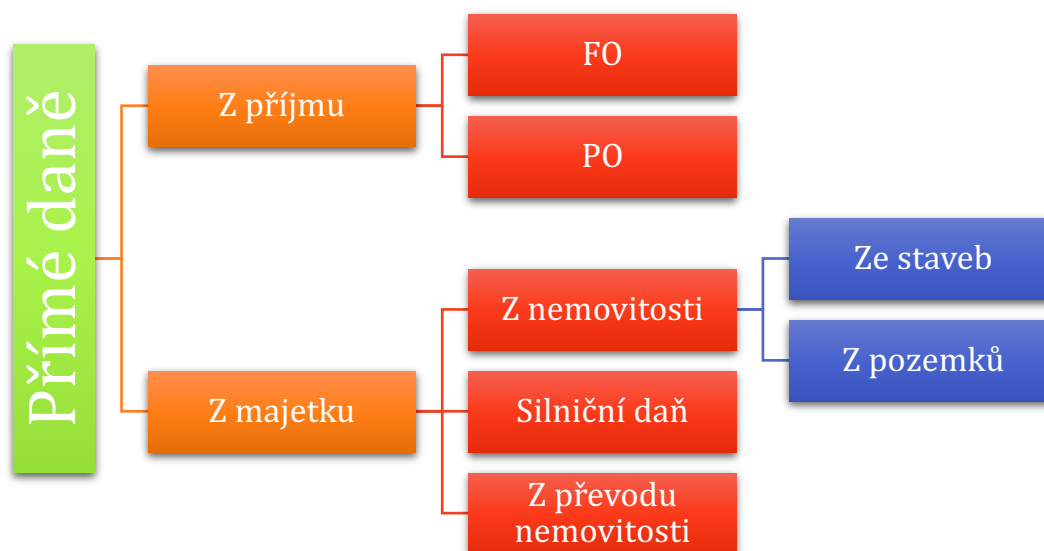 Přímé daně
Z příjmu
FO
PO
Z majetku
Z nemovitosti
Ze staveb
Z pozemků
Silniční daň
Z převodu
nemovitosti